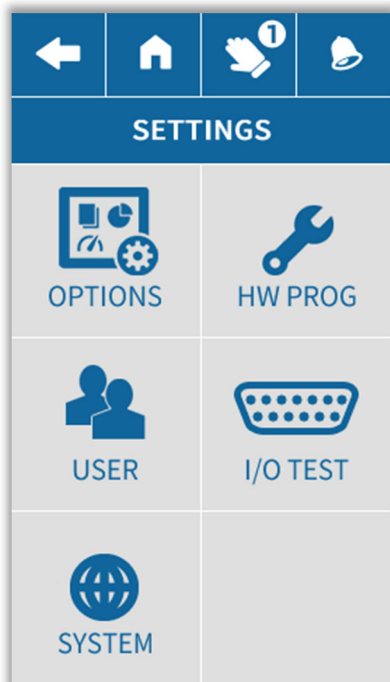 1
SETTINGS
OPTIONS
HW PROG
USER
I/O TEST
SYSTEM